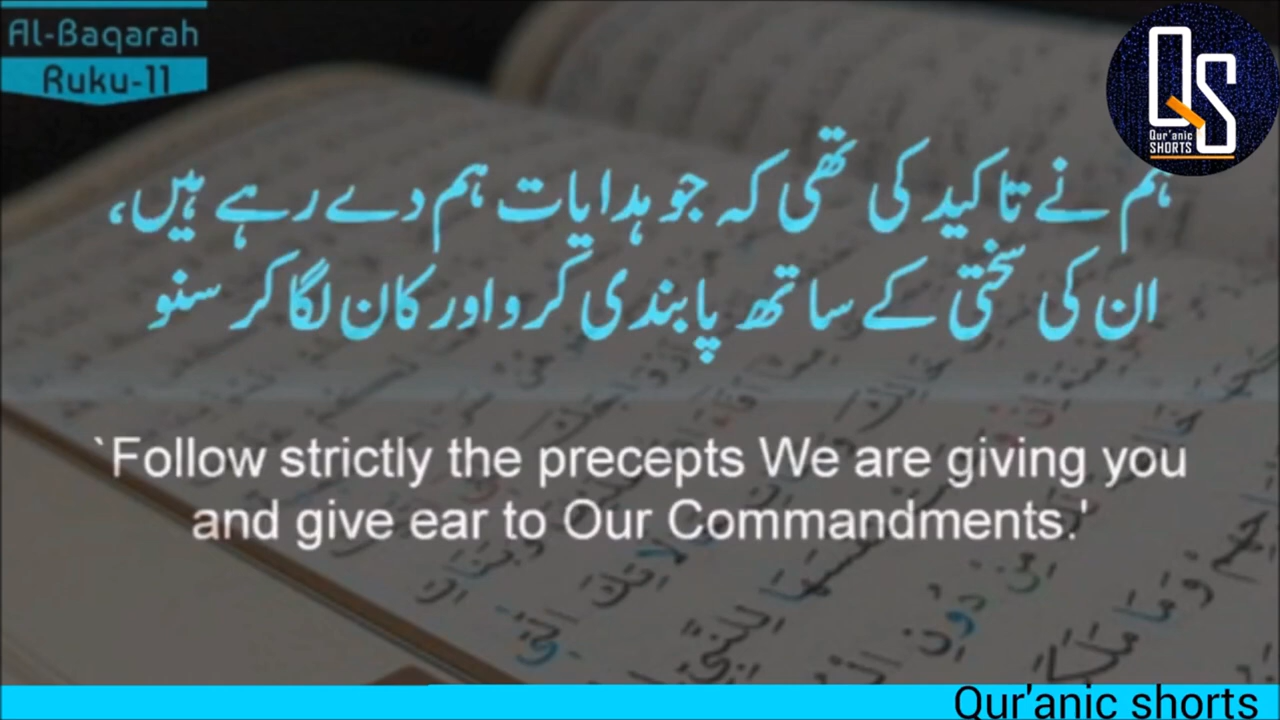 Al-Baqarah
Ruku-11
QS
Qur'anic
SHORTS
ہم نے تاکید کی تھی کہ جو ہدایات ہم دے رہے ہیں،
ان کی سختی کے ساتھ پابندی کرو اور کان لگا کر سنو
`Follow strictly the precepts We are giving you
and give ear to Our Commandments.'
Qur'anic shorts